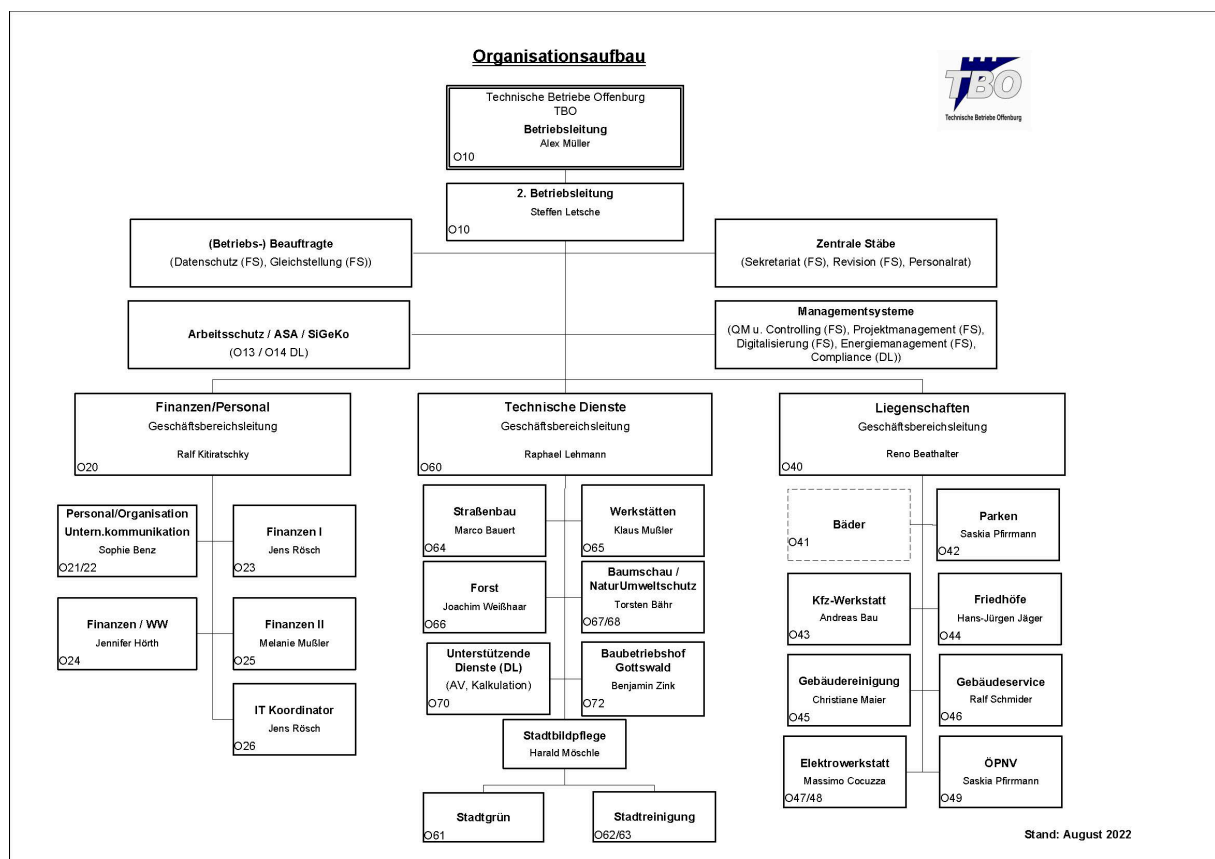 Organisationsaufbau
TBO
Technische Betriebe Offenburg
Technische Betriebe Offenburg
TBO
Betriebsleitung
Alex Müller
O10
2. Betriebsleitung
Steffen Letsche
O10
(Betriebs-) Beauftragte
(Datenschutz (FS), Gleichstellung (FS))
Zentrale Stäbe
(Sekretariat (FS), Revision (FS), Personalrat)
Arbeitsschutz / ASA / SiGeKo
(O13 / O14 DL)
Managementsysteme
(QM u. Controlling (FS), Projektmanagement (FS),
Digitalisierung (FS), Energiemanagement (FS),
Compliance (DL))
Finanzen/Personal
Geschäftsbereichsleitung
Ralf Kitiratschky
O20
Technische Dienste
Geschäftsbereichsleitung
Raphael Lehmann
O60
Liegenschaften
Geschäftsbereichsleitung
Reno Beathalter
O40
Personal/Organisation
Untern.kommunikation
Sophie Benz
O21/22
Finanzen I
Jens Rösch
O23
Finanzen / WW
Jennifer Hörth
O24
Finanzen II
Melanie Mußler
O25
IT Koordinator
Jens Rösch
O26
Straßenbau
Marco Bauert
O64
Werkstätten
Klaus Mußler
O65
Forst
Joachim Weißhaar
O66
Baumschau /
NaturUmweltschutz
Torsten Bähr
O67/68
Unterstützende
Dienste (DL)
(AV, Kalkulation)
O70
Baubetriebshof
Gottswald
Benjamin Zink
O72
Stadtbildpflege
Harald Möschle
Stadtgrün
O61
Stadtreinigung
O62/63
Bäder
O41
Parken
Saskia Pfirrmann
O42
Kfz-Werkstatt
Andreas Bau
O43
Friedhöfe
Hans-Jürgen Jäger
O44
Gebäudereinigung
Christiane Maier
O45
Gebäudeservice
Ralf Schmider
O46
Elektrowerkstatt
Massimo Cocuzza
O47/48
ÖPNV
Saskia Pfirrmann
O49
Stand: August 2022